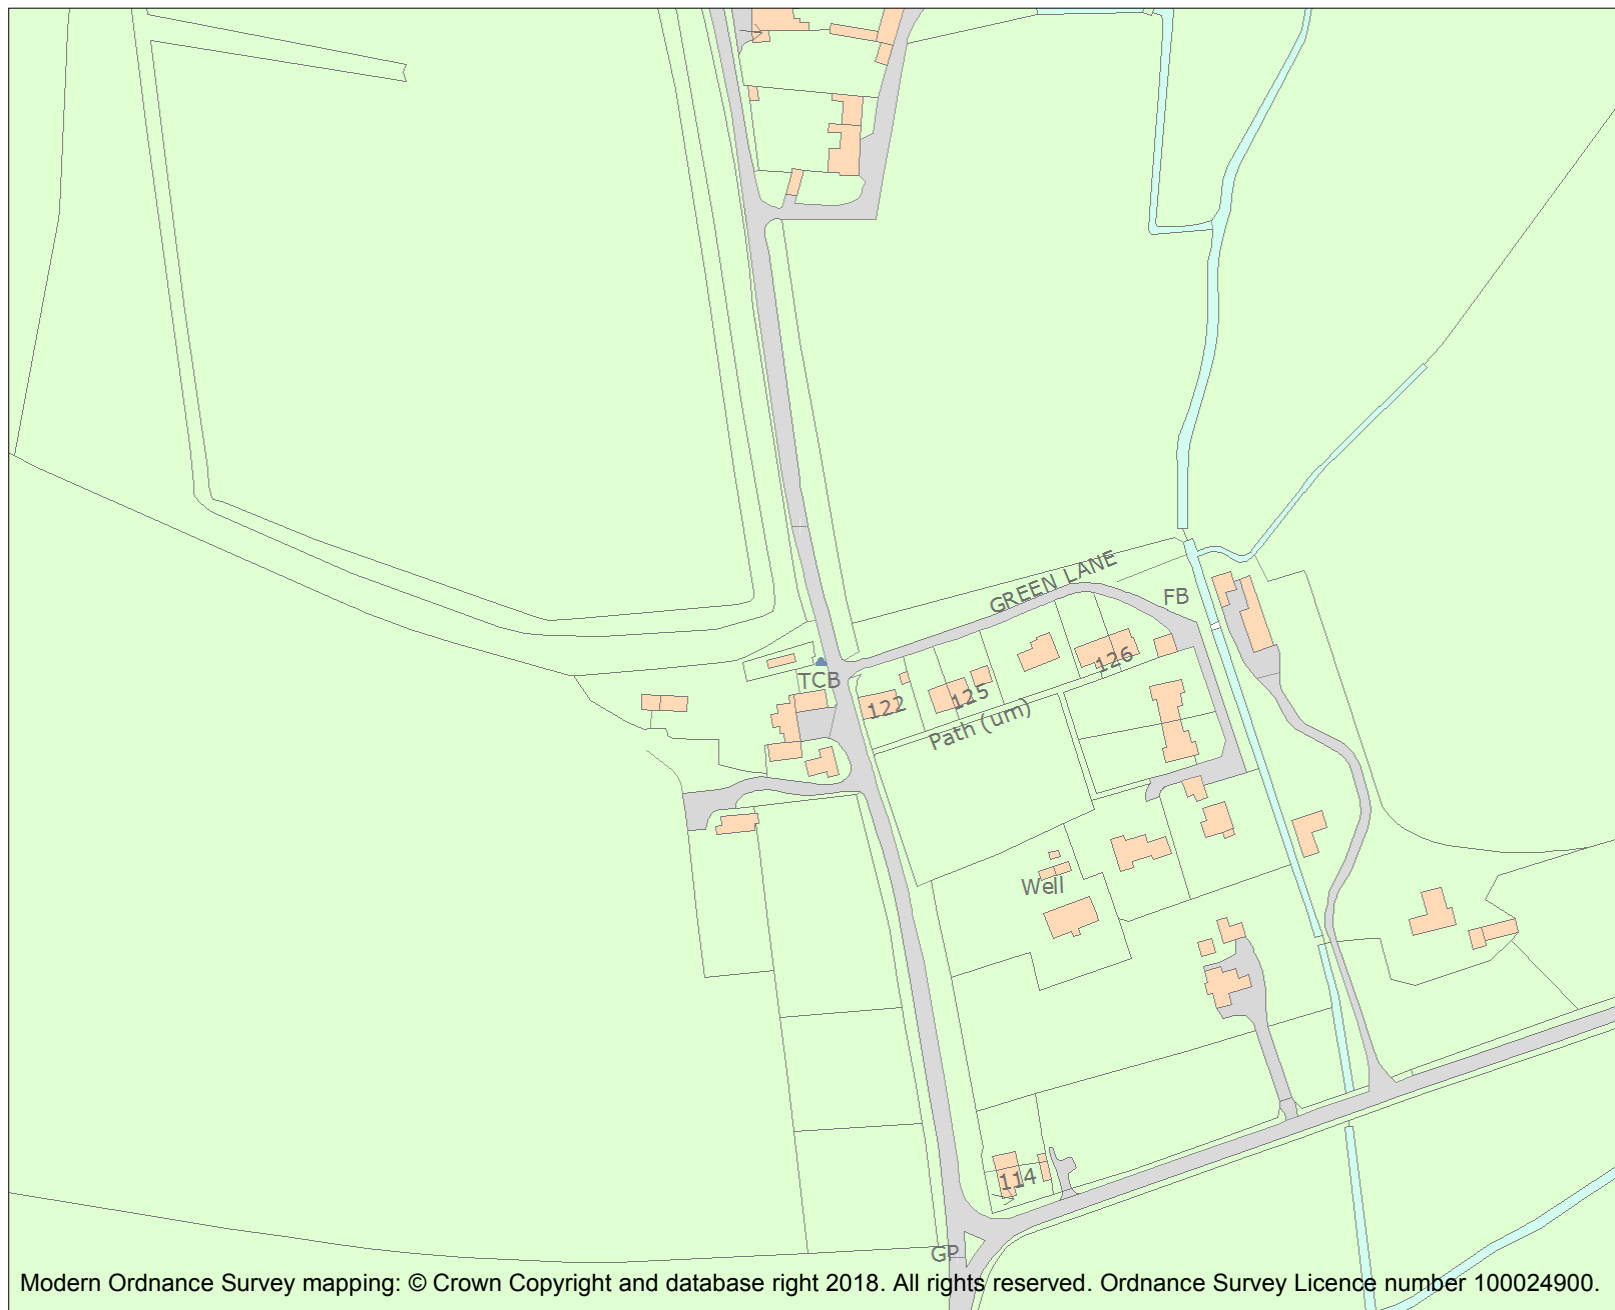 GREEN LANE
FB
TCB
126
125
122
Path (um)
Well
114
GP
Modern Ordnance Survey mapping: © Crown Copyright and database right 2018. All rights reserved. Ordnance Survey Licence number 100024900.